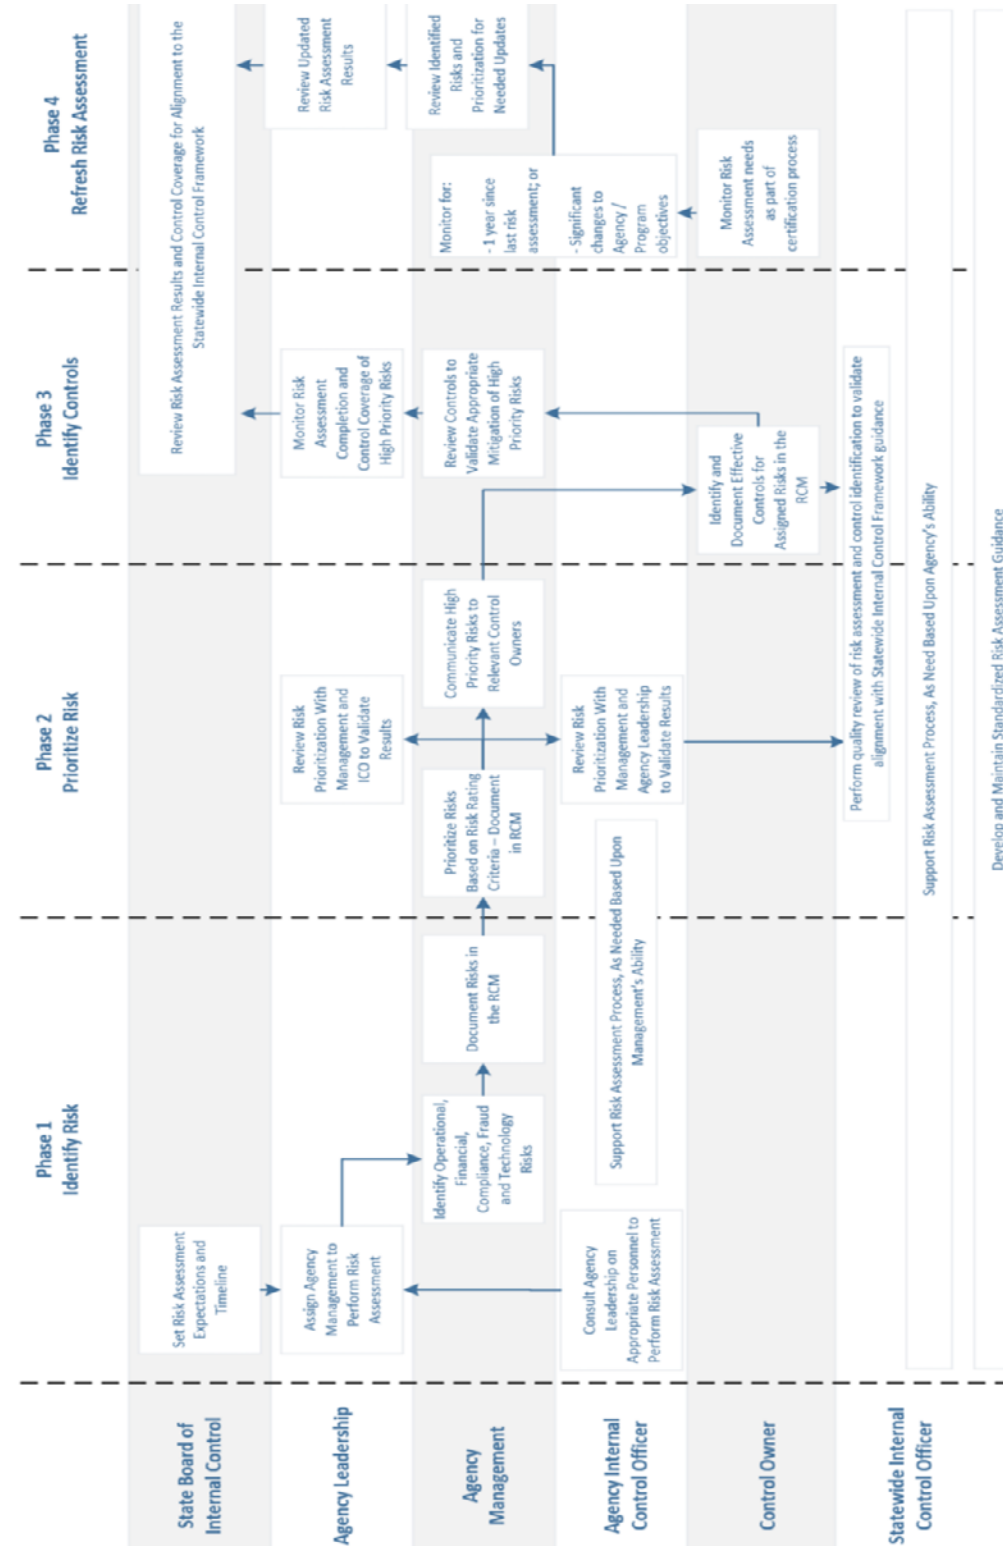 Phase 1
Identify Risk
Phase 2
Prioritize Risk
Phase 3
Identify Controls
Phase 4
Refresh Risk Assessment
State Board of
Internal Control
Set Risk Assessment
Expectations and
Timeline
Review Risk Assessment Results and Control Coverage for Alignment to the
Statewide Internal Control Framework
Agency Leadership
Assign Agency
Management to
Perform Risk
Assessment
Review Risk
Prioritization With
Management and
ICO to Validate
Results
Monitor Risk
Assessment
Completion and
Control Coverage of
High Priority Risks
Review Updated
Risk Assessment
Results
Agency
Management
Identify Operational,
Financial,
Compliance, Fraud
and Technology
Risks
Document Risks in
the RCM
Prioritize Risks
Based on Risk Rating
Criteria – Document
in RCM
Communicate High
Priority Risks to
Relevant Control
Owners
Review Controls to
Validate Appropriate
Mitigation of High
Priority Risks
Review Identified
Risks and
Prioritization for
Needed Updates
Monitor for:
- 1 year since
last risk
assessment; or
- Significant
changes to
Agency /
Program
objectives
Agency Internal
Control Officer
Consult Agency
Leadership on
Appropriate Personnel to
Perform Risk Assessment
Support Risk Assessment Process, As Needed Based Upon
Management's Ability
Review Risk
Prioritization With
Management and
Agency Leadership
to Validate Results
Control Owner
Identify and
Document Effective
Controls for
Assigned Risks in the
RCM
Monitor Risk
Assessment needs
as part of
certification process
Statewide Internal
Control Officer
Perform quality review of risk assessment and control identification to validate
alignment with Statewide Internal Control Framework guidance
Support Risk Assessment Process, As Need Based Upon Agency's Ability
Develop and Maintain Standardized Risk Assessment Guidance